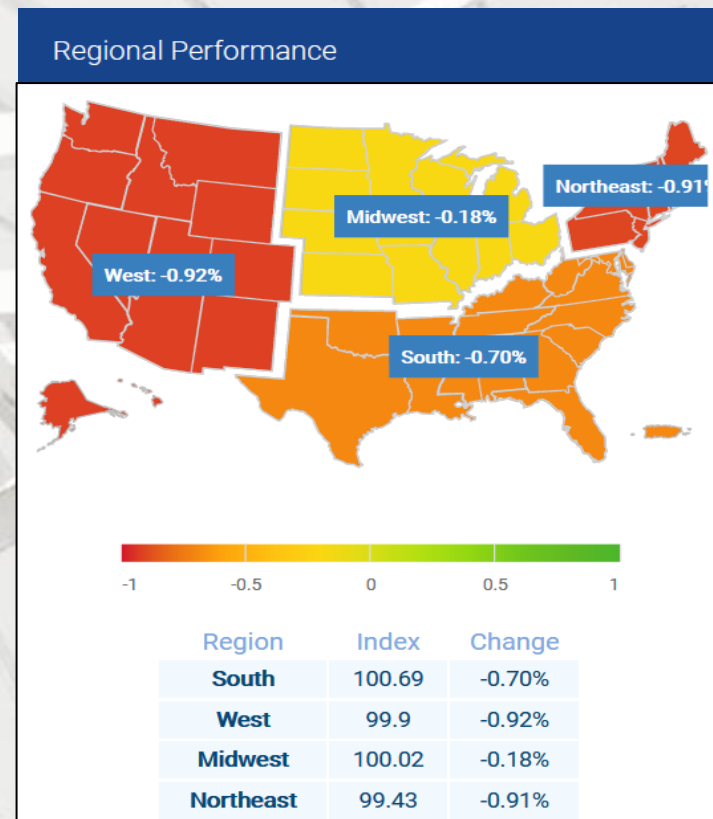 Regional Performance
Northeast: -0.91
Midwest: -0.18%
West: -0.92%
South: -0.70%
-1 -0.5 0 0.5 1
Region Index Change
South 100.69 -0.70%
West 99.9 -0.92%
Midwest 100.02 -0.18%
Northeast 99.43 -0.91%